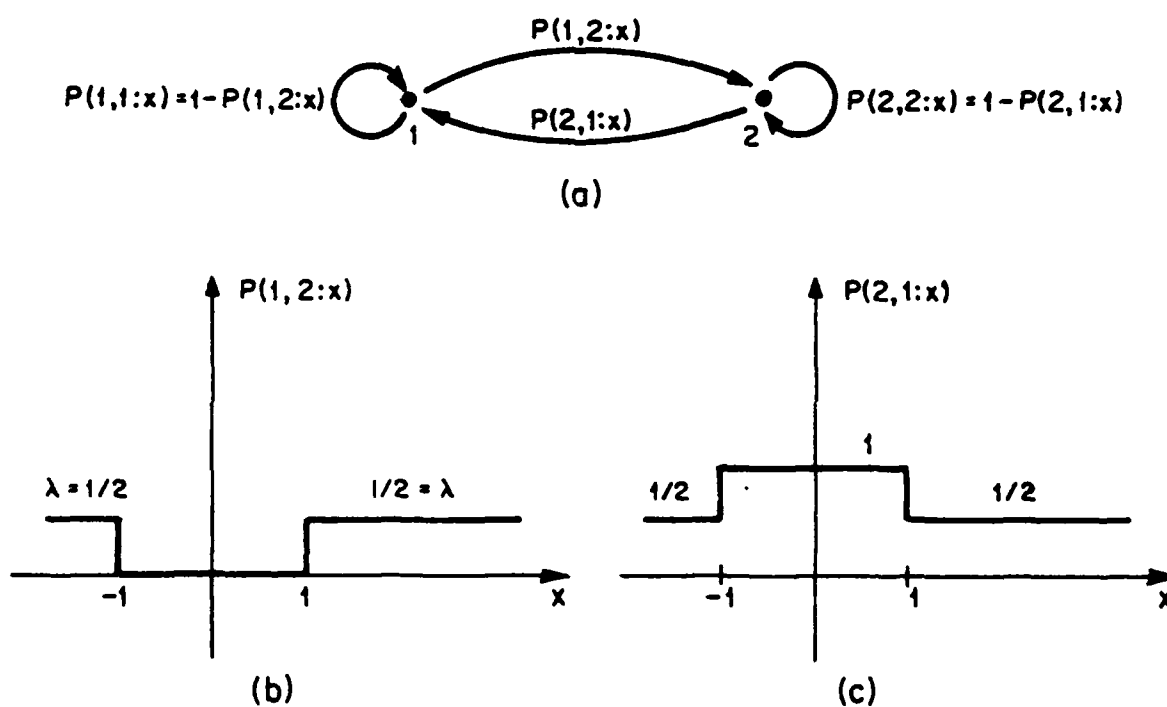 P(1,2:x)
P(1,1:x) = 1 - P(1,2:x)
P(2,2:x) = 1 - P(2,1:x)
P(2,1:x)
1
2
(a)
P(1,2:x)
P(2,1:x)
λ = 1/2
1/2 = λ
1/2
1
1/2
-1
1
x
-1
1
x
(b)
(c)